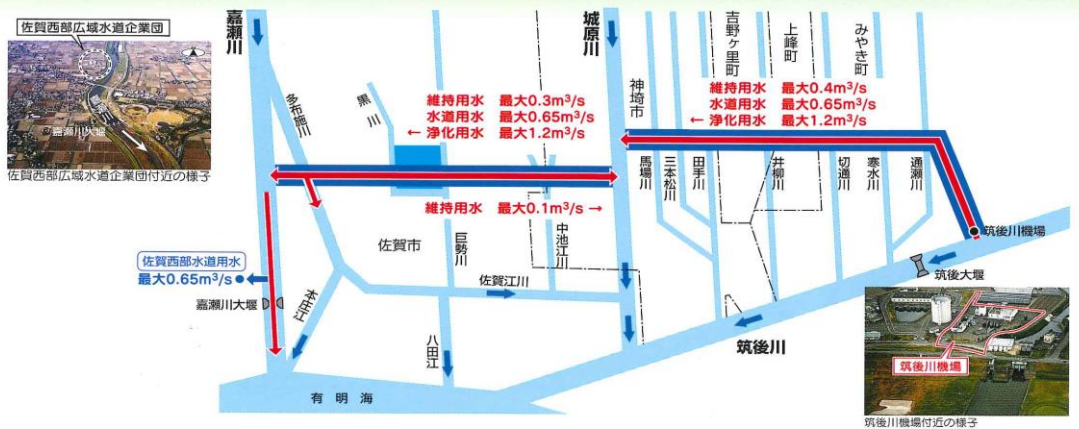 佐賀西部広域水道企業団
嘉瀬川大堰
佐賀西部広域水道企業団付近の様子
嘉瀬川
城原川
多布施川
黒川
神埼市
吉野ヶ里町
上峰町
みやき町
維持用水 最大0.3m³/s
水道用水 最大0.65m³/s
← 浄化用水 最大1.2m³/s
維持用水 最大0.4m³/s
水道用水 最大0.65m³/s
← 浄化用水 最大1.2m³/s
馬場川
三本松川
田手川
井柳川
切通川
寒水川
通瀬川
維持用水 最大0.1m³/s →
佐賀市
巨勢川
中池江川
筑後川機場
佐賀西部水道用水
最大0.65m³/s
嘉瀬川大堰
本庄江
佐賀江川
八田江
筑後大堰
筑後川
有明海
筑後川機場
筑後川機場付近の様子